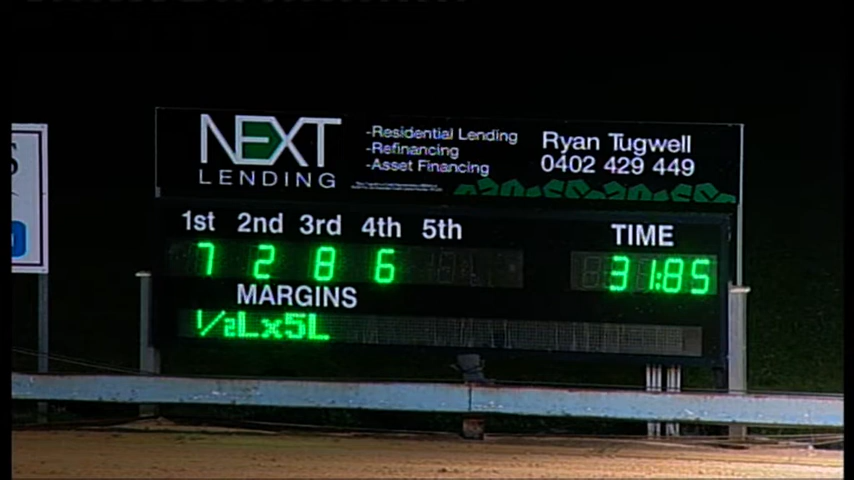 NEXT
LENDING
-Residential Lending
-Refinancing
-Asset Financing
Ryan Tugwell
0402 429 449
1st 2nd 3rd 4th 5th
TIME
7 2 8 6
31:85
MARGINS
1/2Lx5L